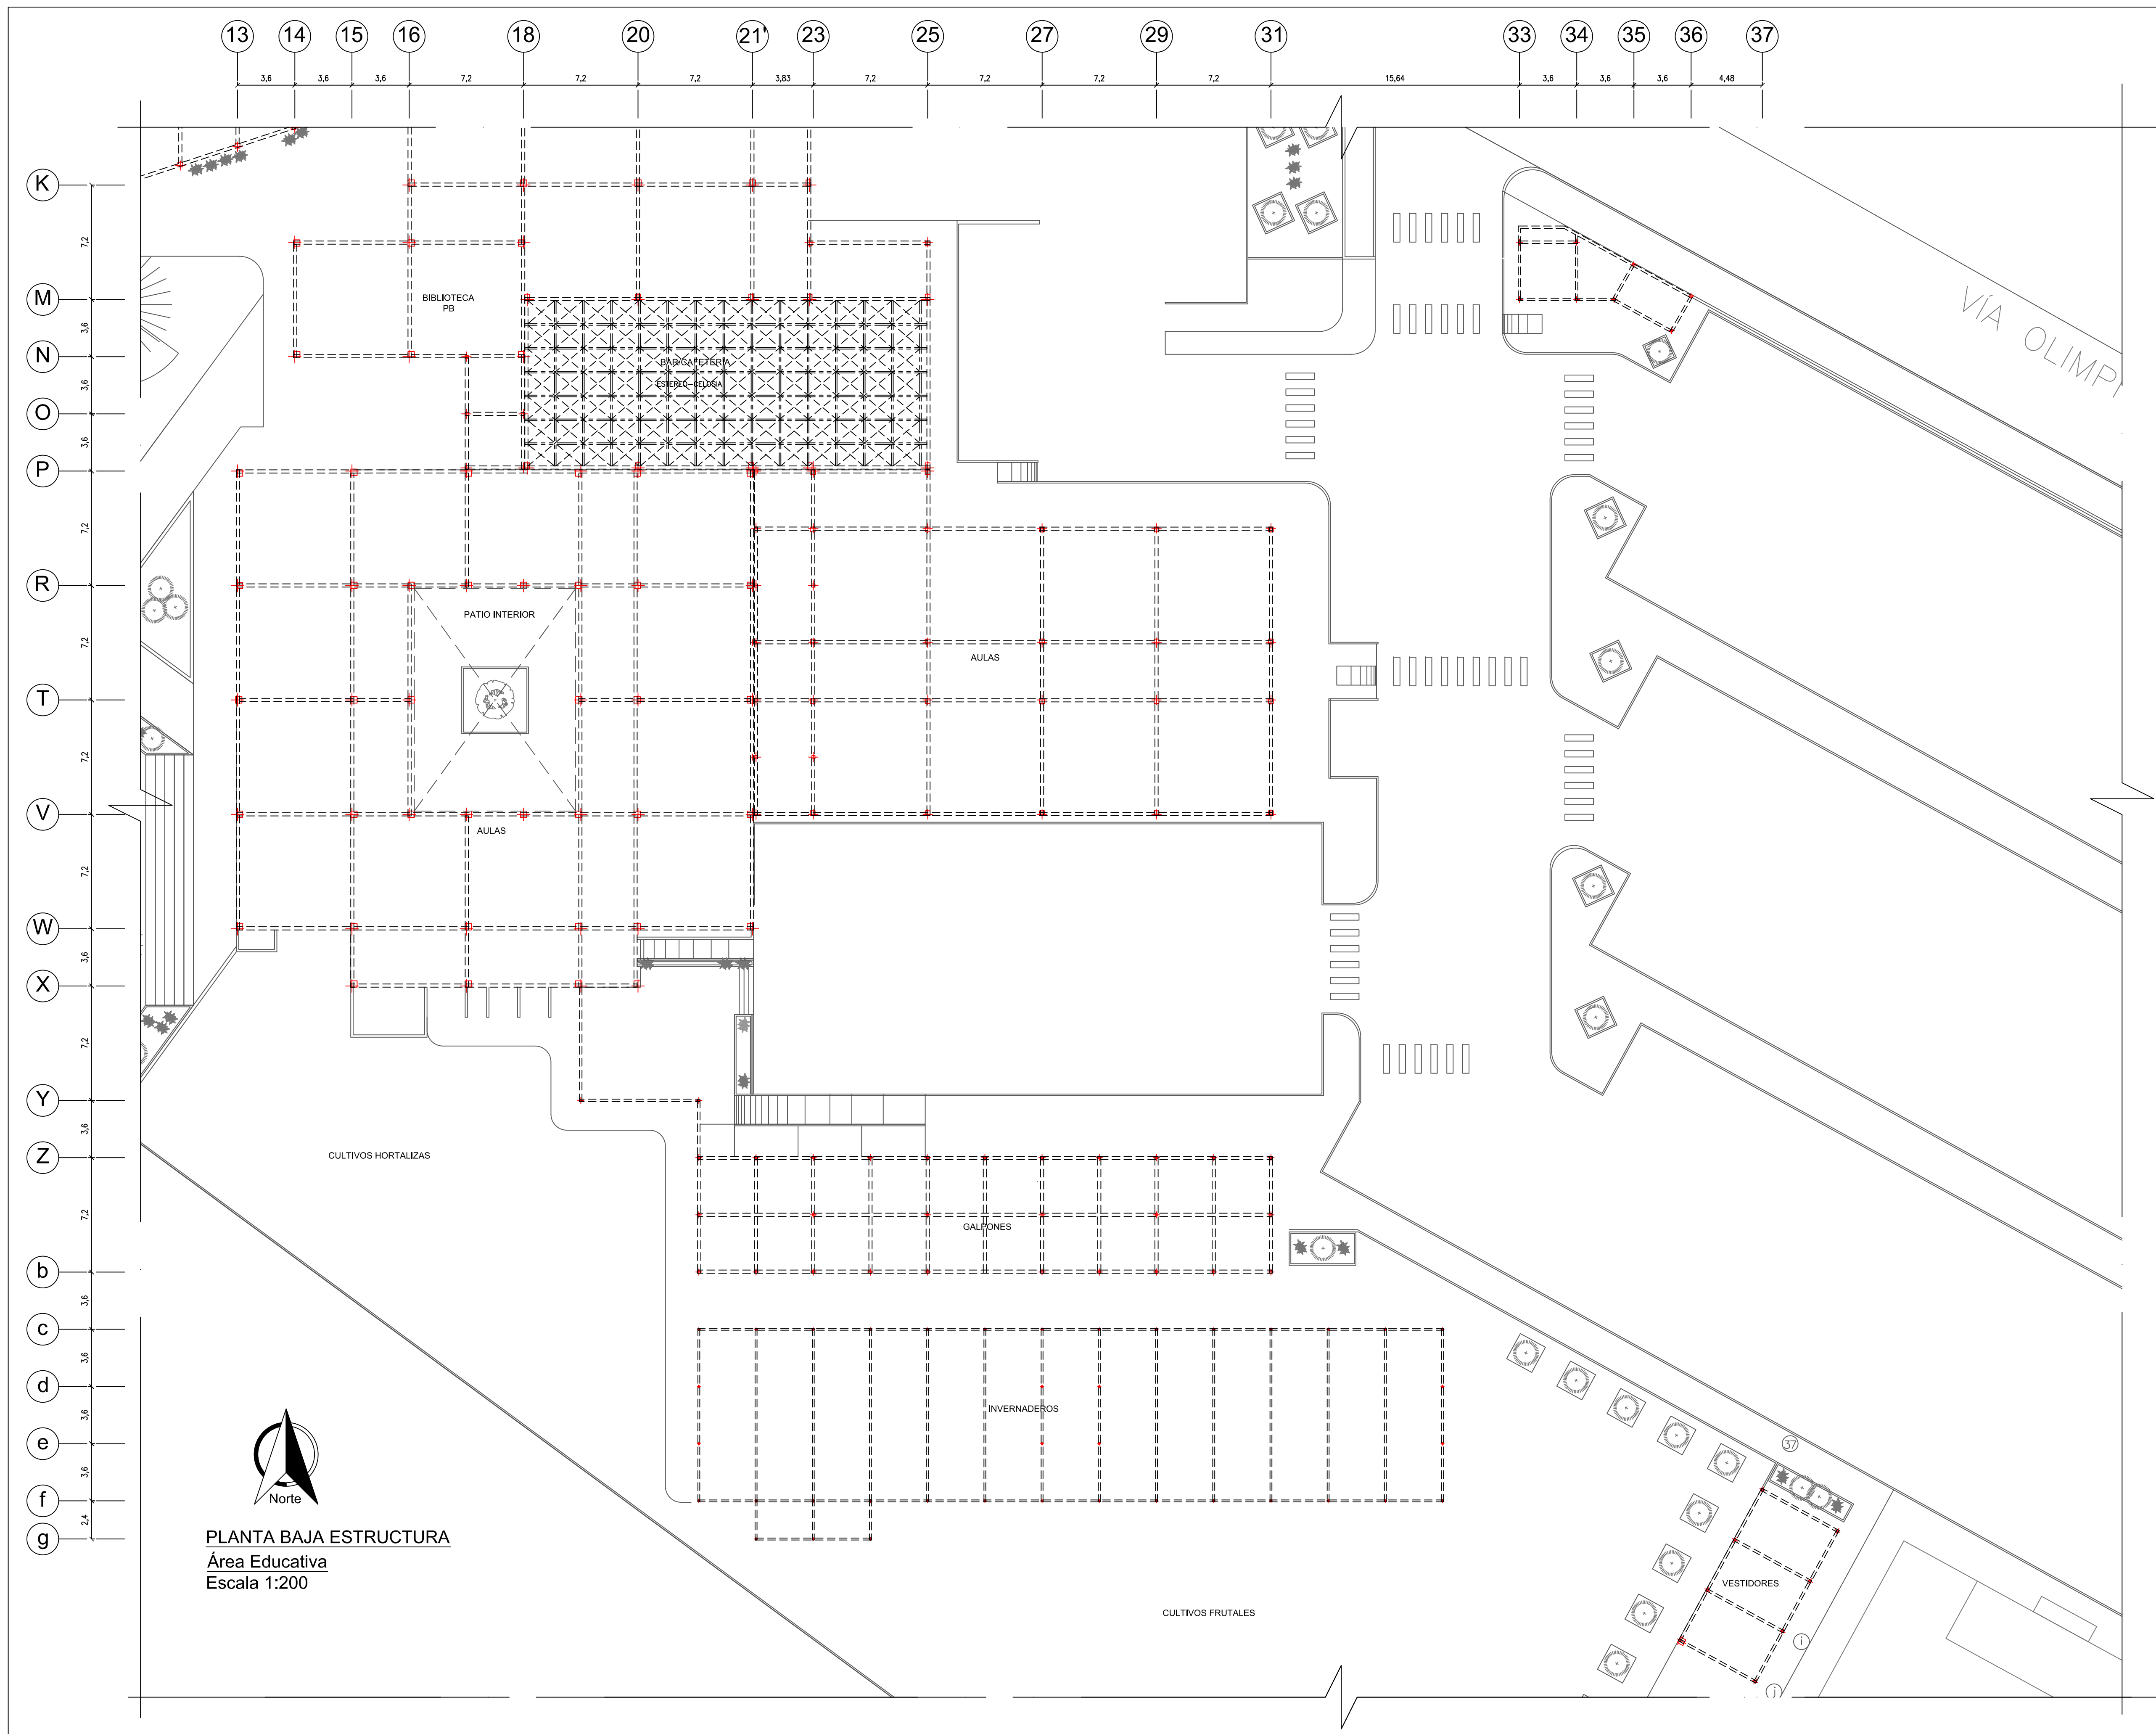 13 14 15 16 18 20 21' 23 25 27 29 31 33 34 35 36 37
3,6 3,6 3,6 7,2 7,2 7,2 3,83 7,2 7,2 7,2 7,2 15,64 3,6 3,6 3,6 4,48
K
7,2
M
3,6
N
3,6
O
3,6
P
7,2
R
7,2
T
7,2
V
7,2
W
3,6
X
7,2
Y
3,6
Z
7,2
b
3,6
c
3,6
d
3,6
e
3,6
f
2,4
g
BIBLIOTECA
PB
BAR/CAFETERIA
ESTEREO-CELOSIA
VÍA OLIMP
PATIO INTERIOR
AULAS
AULAS
CULTIVOS HORTALIZAS
GALPONES
INVERNADEROS
37
VESTIDORES
i
j
CULTIVOS FRUTALES
Norte
PLANTA BAJA ESTRUCTURA
Área Educativa
Escala 1:200